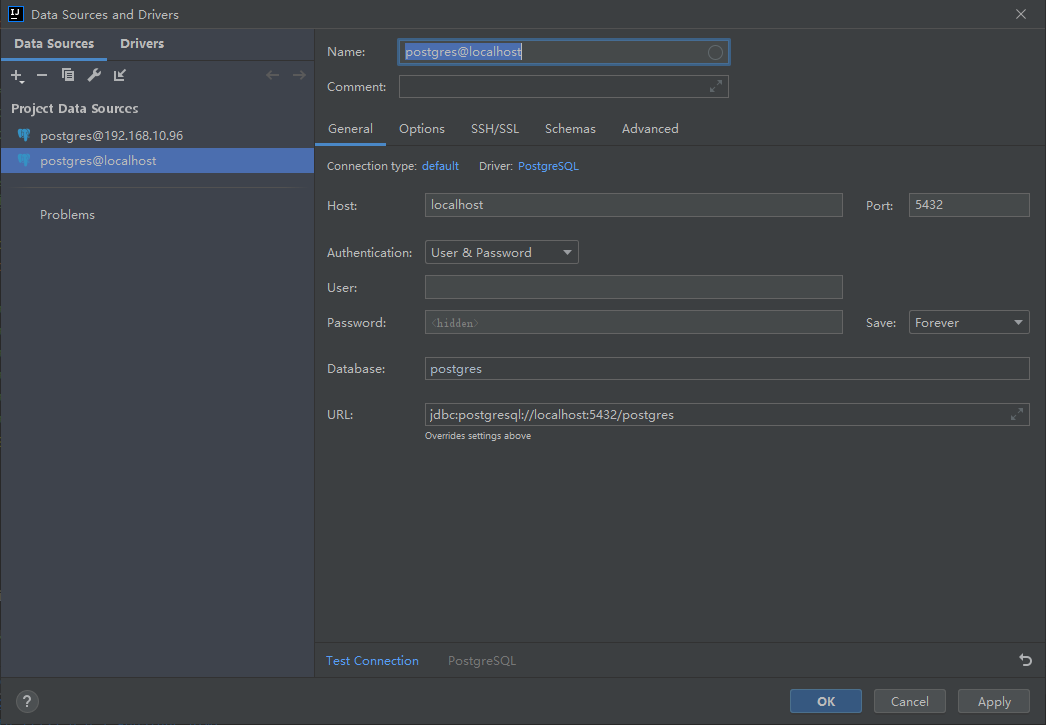 Data Sources and Drivers
Data Sources Drivers
Project Data Sources
postgres@192.168.10.96
postgres@localhost
Problems
Name: postgres@localhost
Comment:
General Options SSH/SSL Schemas Advanced
Connection type: default Driver: PostgreSQL
Host: localhost Port: 5432
Authentication: User & Password
User:
Password: <hidden> Save: Forever
Database: postgres
URL: jdbc:postgresql://localhost:5432/postgres
Overrides settings above
Test Connection PostgreSQL
? OK Cancel Apply